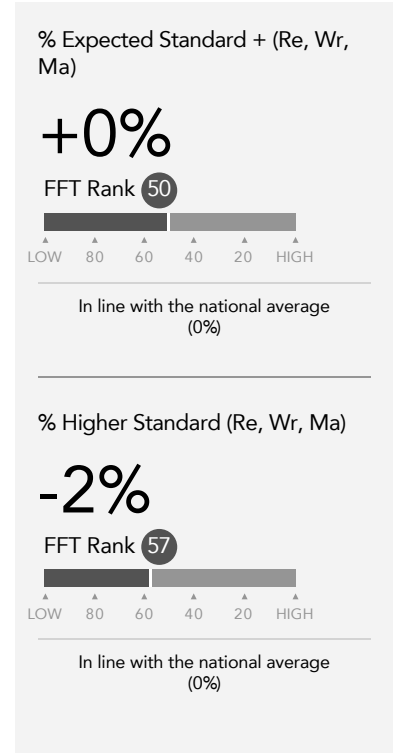 % Expected Standard + (Re, Wr,
Ma)
+0%
FFT Rank 50
LOW 80 60 40 20 HIGH
In line with the national average
(0%)
% Higher Standard (Re, Wr, Ma)
-2%
FFT Rank 57
LOW 80 60 40 20 HIGH
In line with the national average
(0%)